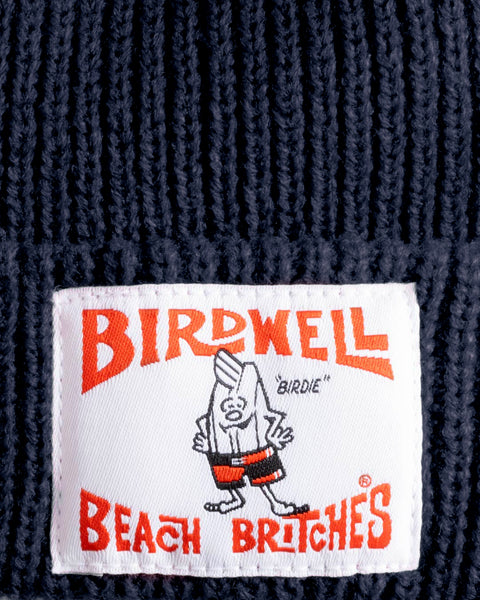 BIRDWELL
"BIRDIE"
®
BEACH BRITCHES